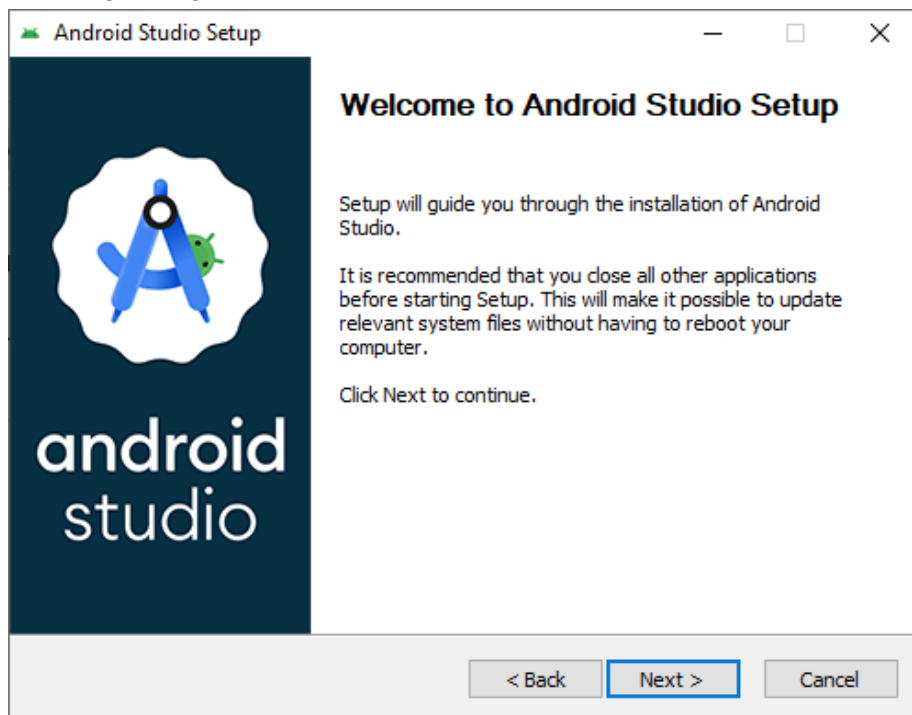 Android Studio Setup
Welcome to Android Studio Setup
Setup will guide you through the installation of Android
Studio.
It is recommended that you close all other applications
before starting Setup. This will make it possible to update
relevant system files without having to reboot your
computer.
Click Next to continue.
android
studio
< Back
Next >
Cancel